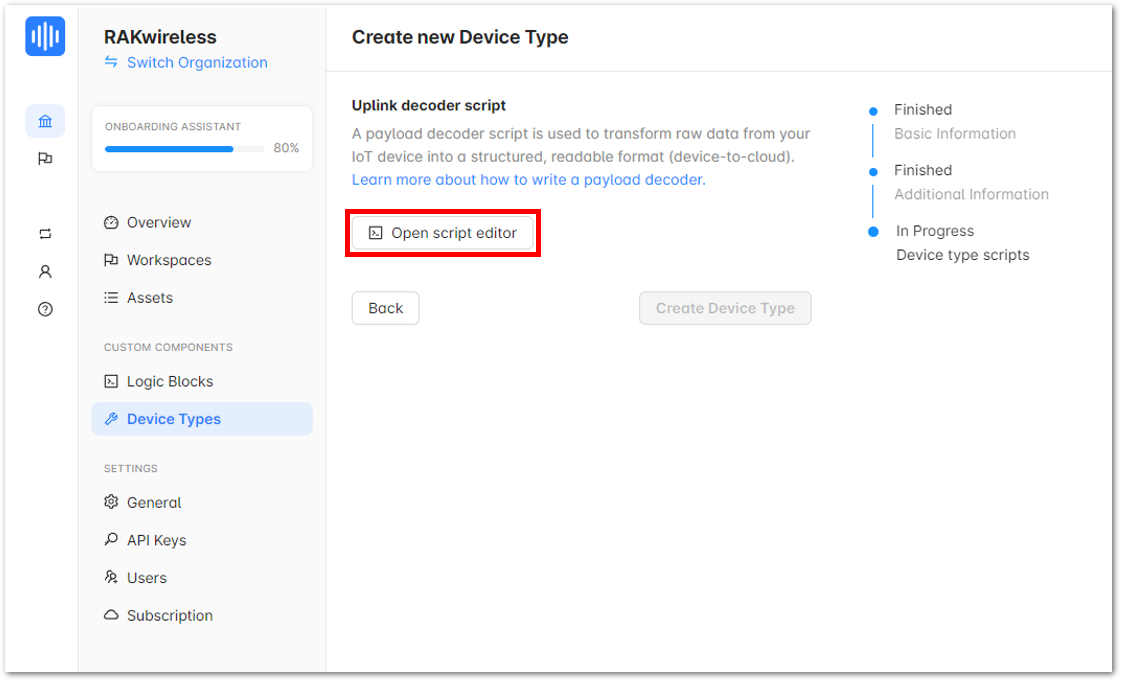 RAKwireless
Switch Organization
ONBOARDING ASSISTANT
80%
Overview
Workspaces
Assets
CUSTOM COMPONENTS
Logic Blocks
Device Types
SETTINGS
General
API Keys
Users
Subscription
Create new Device Type
Uplink decoder script
A payload decoder script is used to transform raw data from your
IoT device into a structured, readable format (device-to-cloud).
Learn more about how to write a payload decoder.
Open script editor
Back
Create Device Type
Finished
Basic Information
Finished
Additional Information
In Progress
Device type scripts